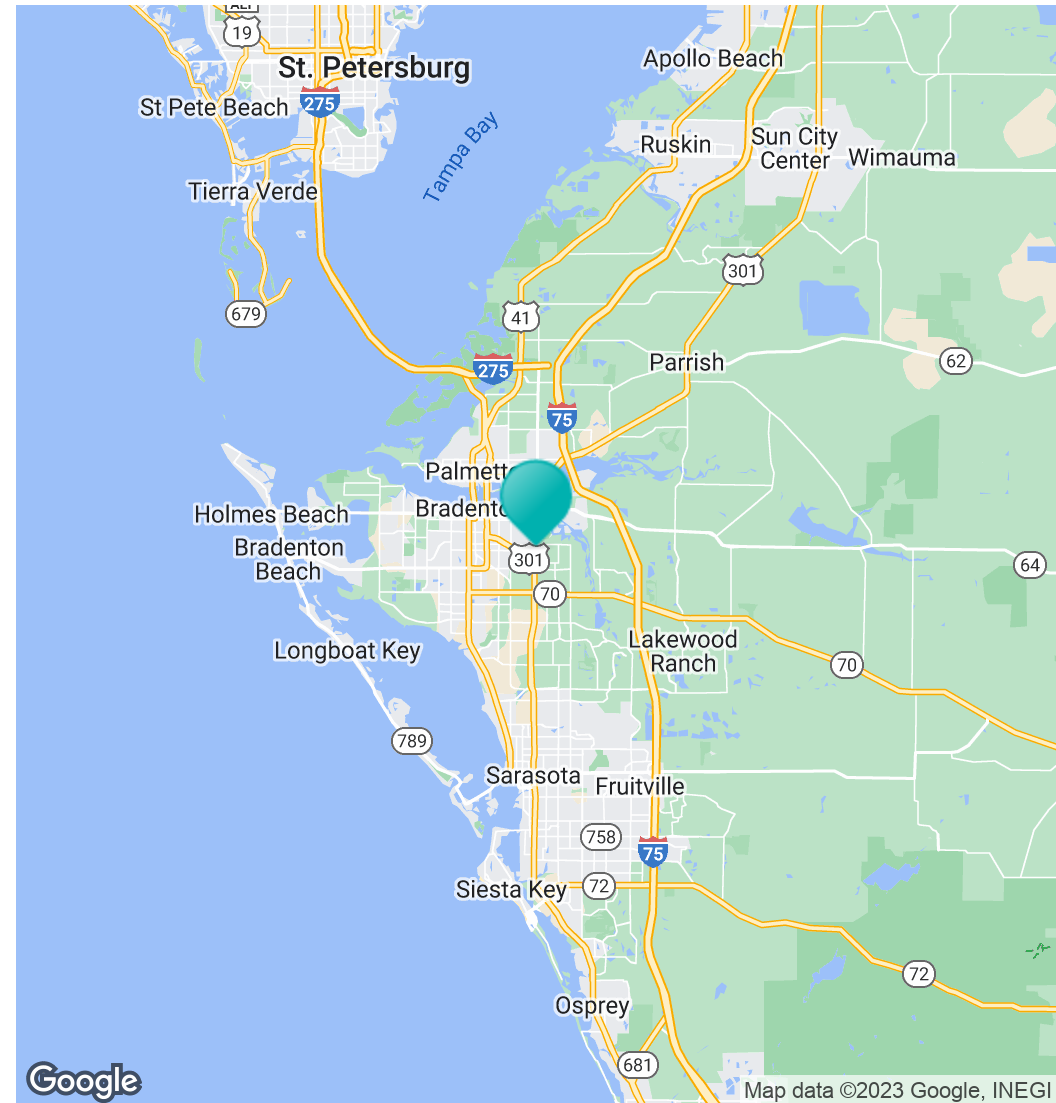 ALT
19
St. Petersburg
Apollo Beach
St Pete Beach
275
Tampa Bay
Ruskin
Sun City
Center
Wimauma
Tierra Verde
301
679
41
Parrish
62
275
75
Palmetto
Bradento
Holmes Beach
Bradenton
Beach
301
64
70
Lakewood
Ranch
Longboat Key
70
789
Sarasota
Fruitville
758
75
Siesta Key
72
72
Osprey
681
Google
Map data ©2023 Google, INEGI